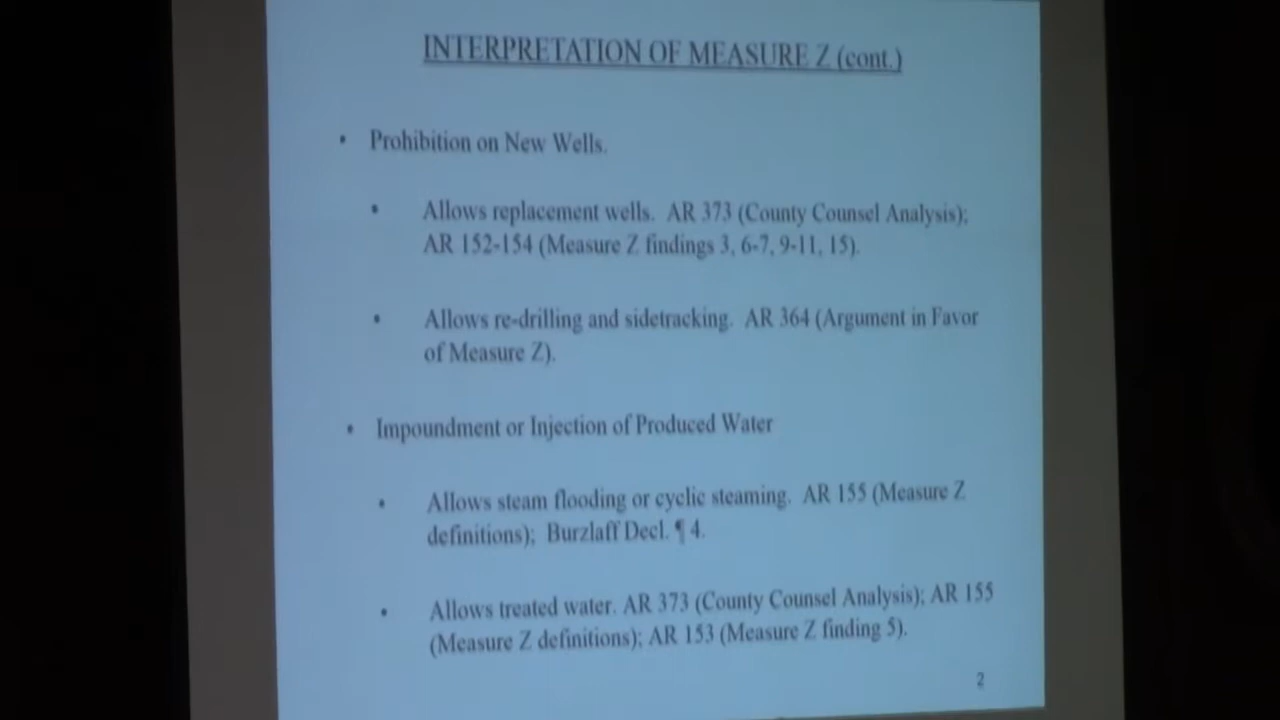 INTERPRETATION OF MEASURE Z (cont.)
• Prohibition on New Wells.
• Allows replacement wells. AR 373 (County Counsel Analysis);
AR 152-154 (Measure Z findings 3, 6-7, 9-11, 15).
• Allows re-drilling and sidetracking. AR 364 (Argument in Favor
of Measure Z).
• Impoundment or Injection of Produced Water
• Allows steam flooding or cyclic steaming. AR 155 (Measure Z
definitions); Burzlaff Decl. ¶ 4.
• Allows treated water. AR 373 (County Counsel Analysis); AR 155
(Measure Z definitions); AR 153 (Measure Z finding 5).
2